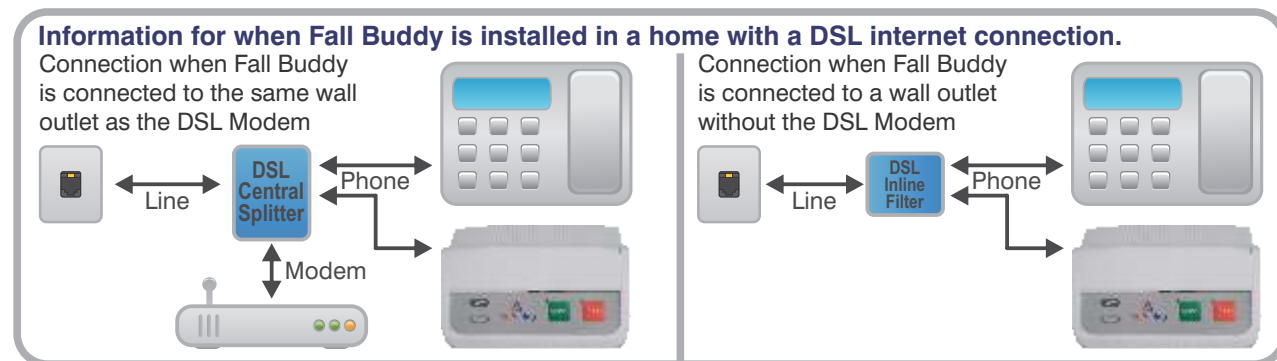 Information for when Fall Buddy is installed in a home with a DSL internet connection.
Connection when Fall Buddy
is connected to the same wall
outlet as the DSL Modem
Line
DSL
Central
Splitter
Phone
Modem
Connection when Fall Buddy
is connected to a wall outlet
without the DSL Modem
Line
DSL
Inline
Filter
Phone